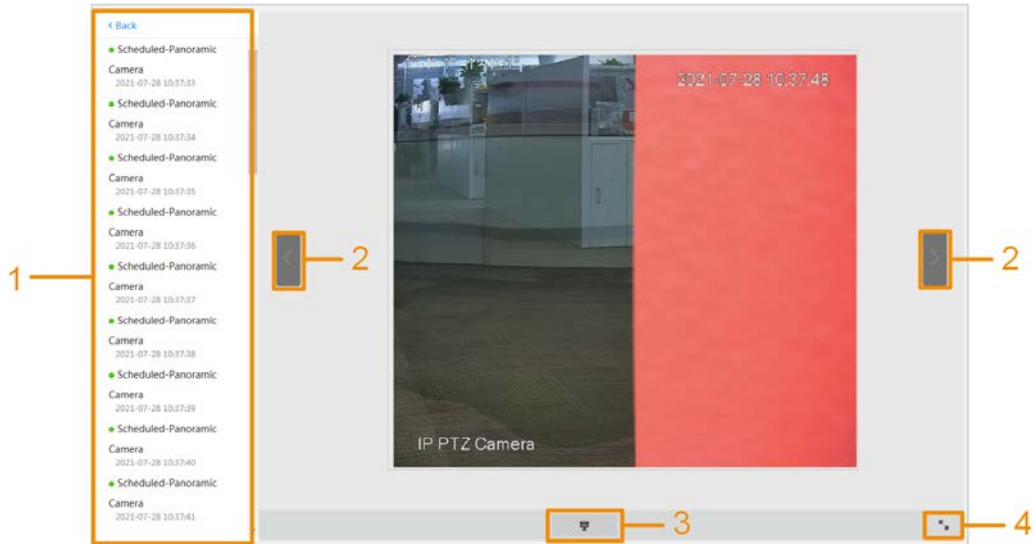 < Back
Scheduled-Panoramic
Camera
2021-07-28 10:37:33
Scheduled-Panoramic
Camera
2021-07-28 10:37:34
Scheduled-Panoramic
Camera
2021-07-28 10:37:35
Scheduled-Panoramic
Camera
2021-07-28 10:37:36
Scheduled-Panoramic
Camera
2021-07-28 10:37:37
Scheduled-Panoramic
Camera
2021-07-28 10:37:38
Scheduled-Panoramic
Camera
2021-07-28 10:37:39
Scheduled-Panoramic
Camera
2021-07-28 10:37:40
Scheduled-Panoramic
Camera
2021-07-28 10:37:41
1
2
2021-07-28 10:37:48
IP PTZ Camera
2
3
4